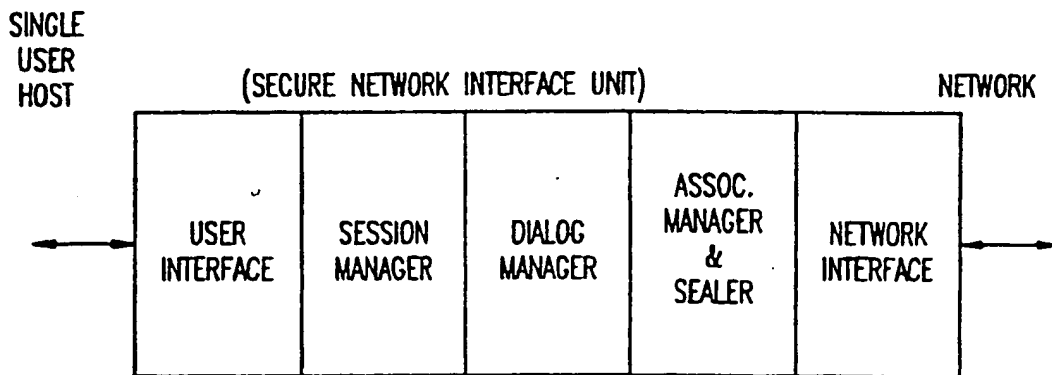 SINGLE
USER
HOST
(SECURE NETWORK INTERFACE UNIT)
NETWORK
USER
INTERFACE
SESSION
MANAGER
DIALOG
MANAGER
ASSOC.
MANAGER
&
SEALER
NETWORK
INTERFACE